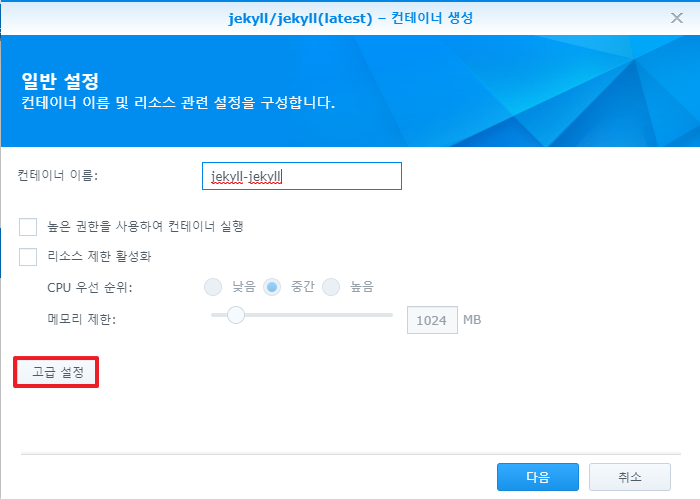 jekyll/jekyll(latest) – 컨테이너 생성
일반 설정
컨테이너 이름 및 리소스 관련 설정을 구성합니다.
컨테이너 이름: jekyll-jekyll
높은 권한을 사용하여 컨테이너 실행
리소스 제한 활성화
CPU 우선 순위: 낮음 중간 높음
메모리 제한: 1024 MB
고급 설정
다음 취소